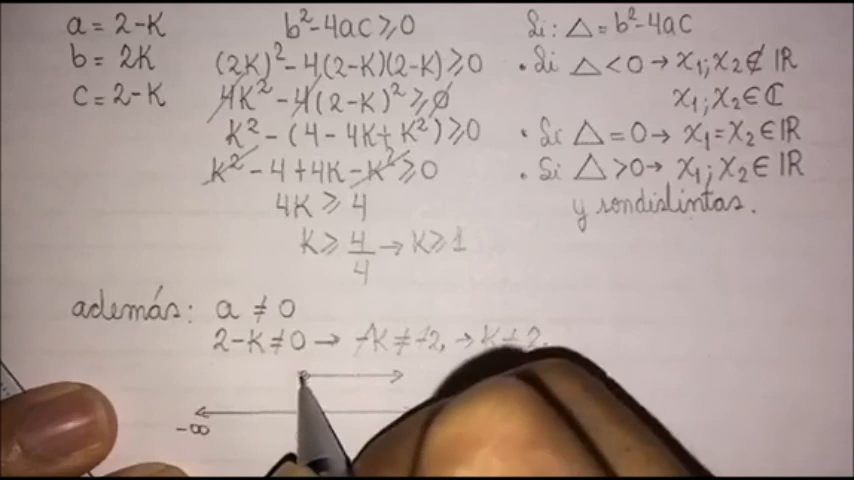 a = 2-K
b = 2K
c = 2-K
b²-4ac ≥ 0
(2K)² - 4(2-K)(2-K) ≥ 0
4K² - 4(2-K)² ≥ 0
K² - (4 - 4K + K²) ≥ 0
K² - 4 + 4K - K² ≥ 0
4K ≥ 4
K ≥ 4/4 → K ≥ 1
Si: △ = b²-4ac
• Si △ < 0 → x₁; x₂ ∉ IR
x₁; x₂ ∈ ℂ
• Si △ = 0 → x₁ = x₂ ∈ IR
• Si △ > 0 → x₁; x₂ ∈ IR
y son distintas.
además: a ≠ 0
2-K ≠ 0 → -K ≠ -2, → K ≠ 2.
-∞